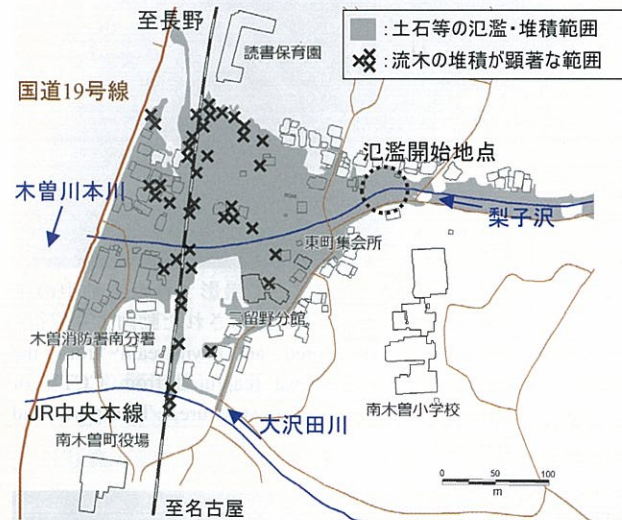 至長野
読書保育園
：土石等の氾濫・堆積範囲
：流木の堆積が顕著な範囲
国道19号線
氾濫開始地点
木曽川本川
梨子沢
東町集会所
留野分館
木曽消防署南分署
JR中央本線
大沢田川
南木曽小学校
南木曽町役場
0 50 100
m
至名古屋